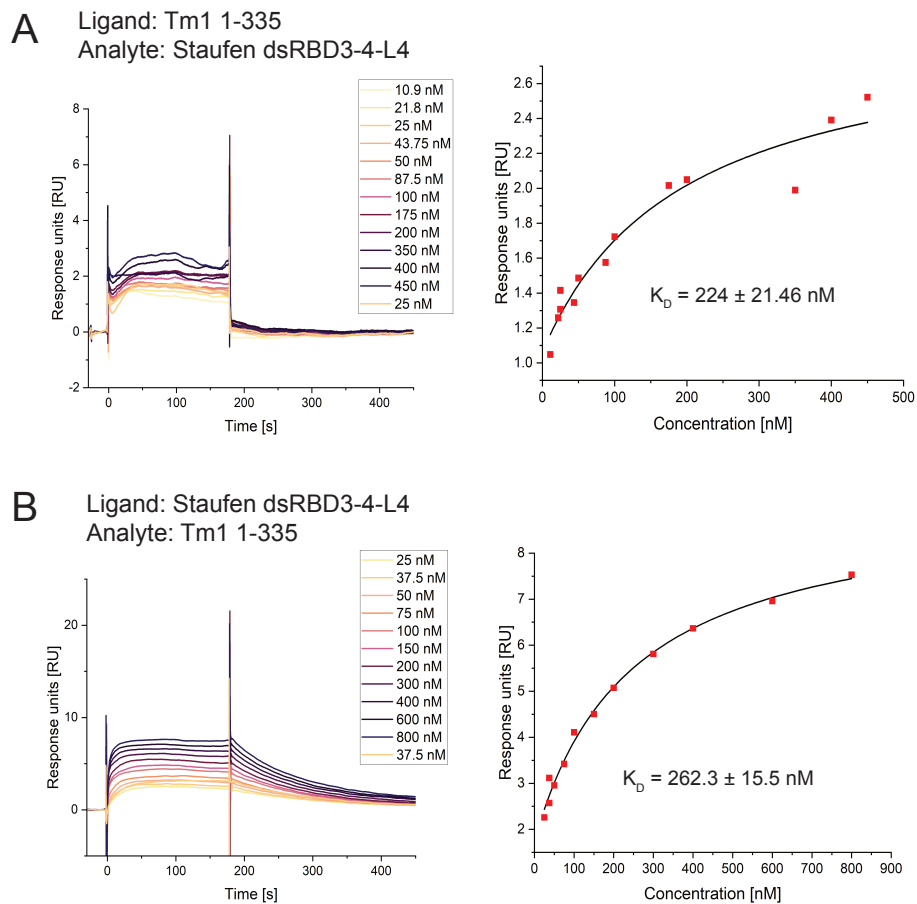 A
Ligand: Tm1 1-335
Analyte: Staufen dsRBD3-4-L4
Response units [RU]
8
6
4
2
0
-2
0 100 200 300 400
Time [s]
10.9 nM
21.8 nM
25 nM
43.75 nM
50 nM
87.5 nM
100 nM
175 nM
200 nM
350 nM
400 nM
450 nM
25 nM
Response units [RU]
2.8
2.6
2.4
2.2
2.0
1.8
1.6
1.4
1.2
1.0
KD = 224 ± 21.46 nM
0 100 200 300 400 500
Concentration [nM]
B
Ligand: Staufen dsRBD3-4-L4
Analyte: Tm1 1-335
Response units [RU]
20
10
0
0 100 200 300 400
Time [s]
25 nM
37.5 nM
50 nM
75 nM
100 nM
150 nM
200 nM
300 nM
400 nM
600 nM
800 nM
37.5 nM
Response units [RU]
8
7
6
5
4
3
2
KD = 262.3 ± 15.5 nM
0 100 200 300 400 500 600 700 800 900
Concentration [nM]